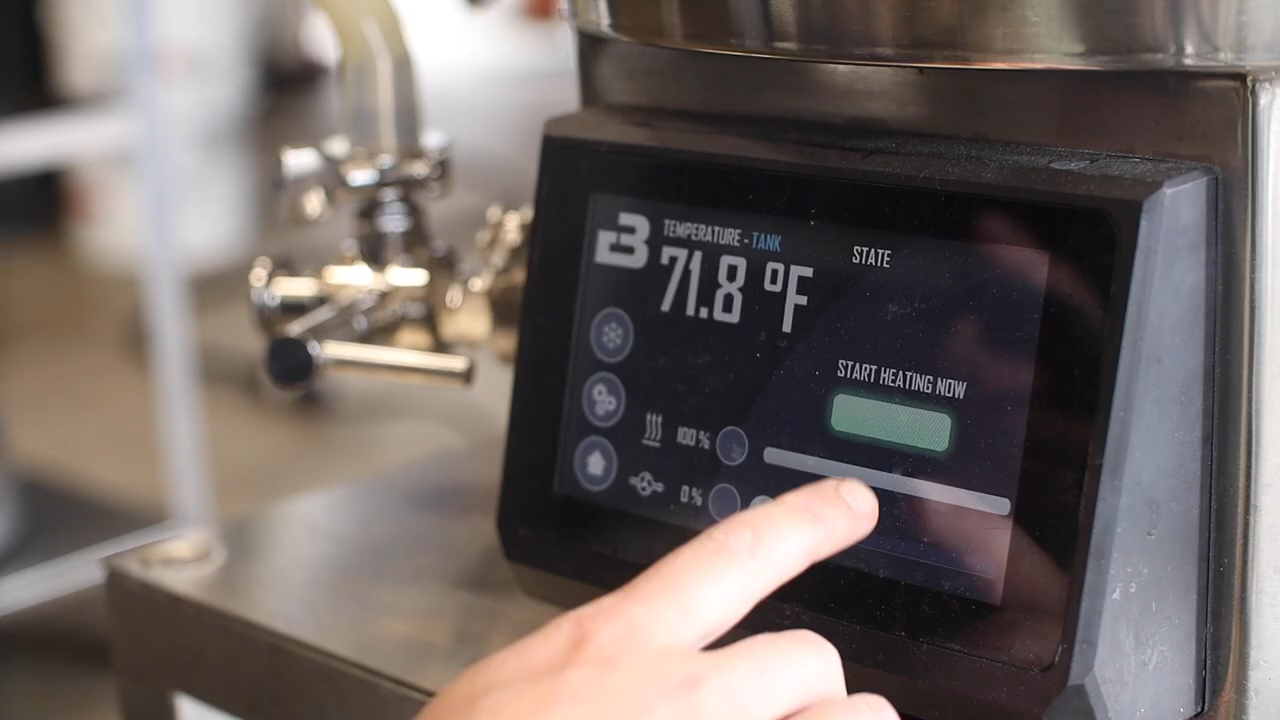 TEMPERATURE - TANK
71.8 °F
STATE
START HEATING NOW
100 %
0 %